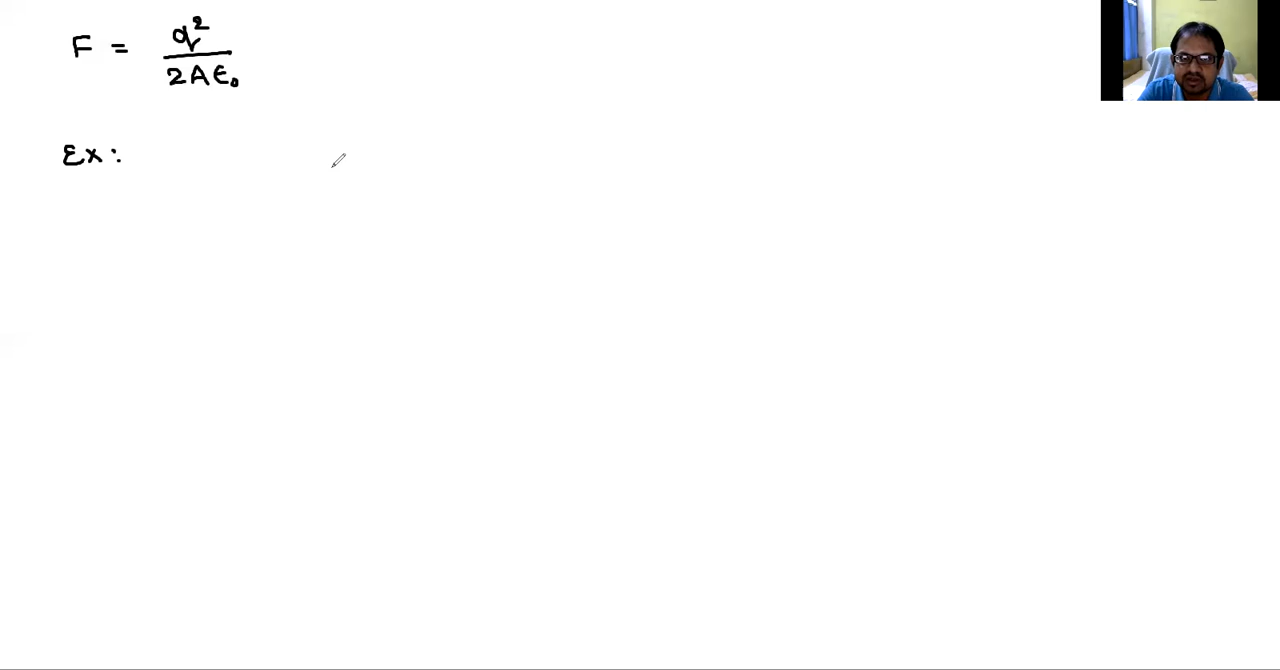 F = q²/2Aε₀
Ex: